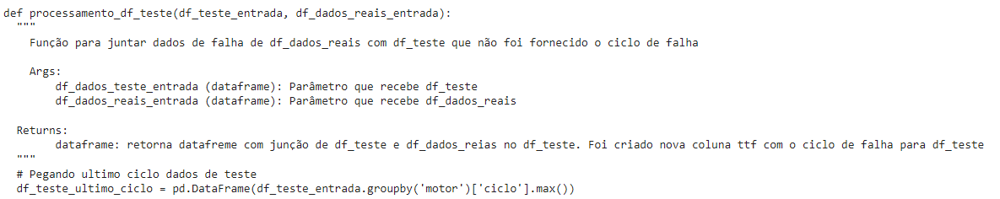 def processamento_df_teste(df_teste_entrada, df_dados_reais_entrada):
"""
Função para juntar dados de falha de df_dados_reais com df_teste que não foi fornecido o ciclo de falha
Args:
df_dados_teste_entrada (dataframe): Parâmetro que recebe df_teste
df_dados_reais_entrada (dataframe): Parâmetro que recebe df_dados_reais
Returns:
dataframe: retorna datafreme com junção de df_teste e df_dados_reias no df_teste. Foi criado nova coluna ttf com o ciclo de falha para df_teste
"""
# Pegando ultimo ciclo dados de teste
df_teste_ultimo_ciclo = pd.DataFrame(df_teste_entrada.groupby('motor')['ciclo'].max())